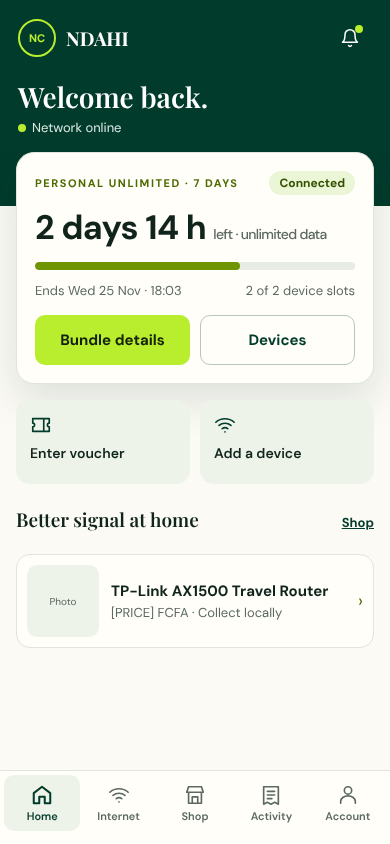 NC NDAHI
Welcome back.
Network online
PERSONAL UNLIMITED · 7 DAYS Connected
2 days 14 h left · unlimited data
Ends Wed 25 Nov · 18:03 2 of 2 device slots
Bundle details Devices
Enter voucher Add a device
Better signal at home Shop
Photo
TP-Link AX1500 Travel Router
[PRICE] FCFA · Collect locally
›
Home Internet Shop Activity Account